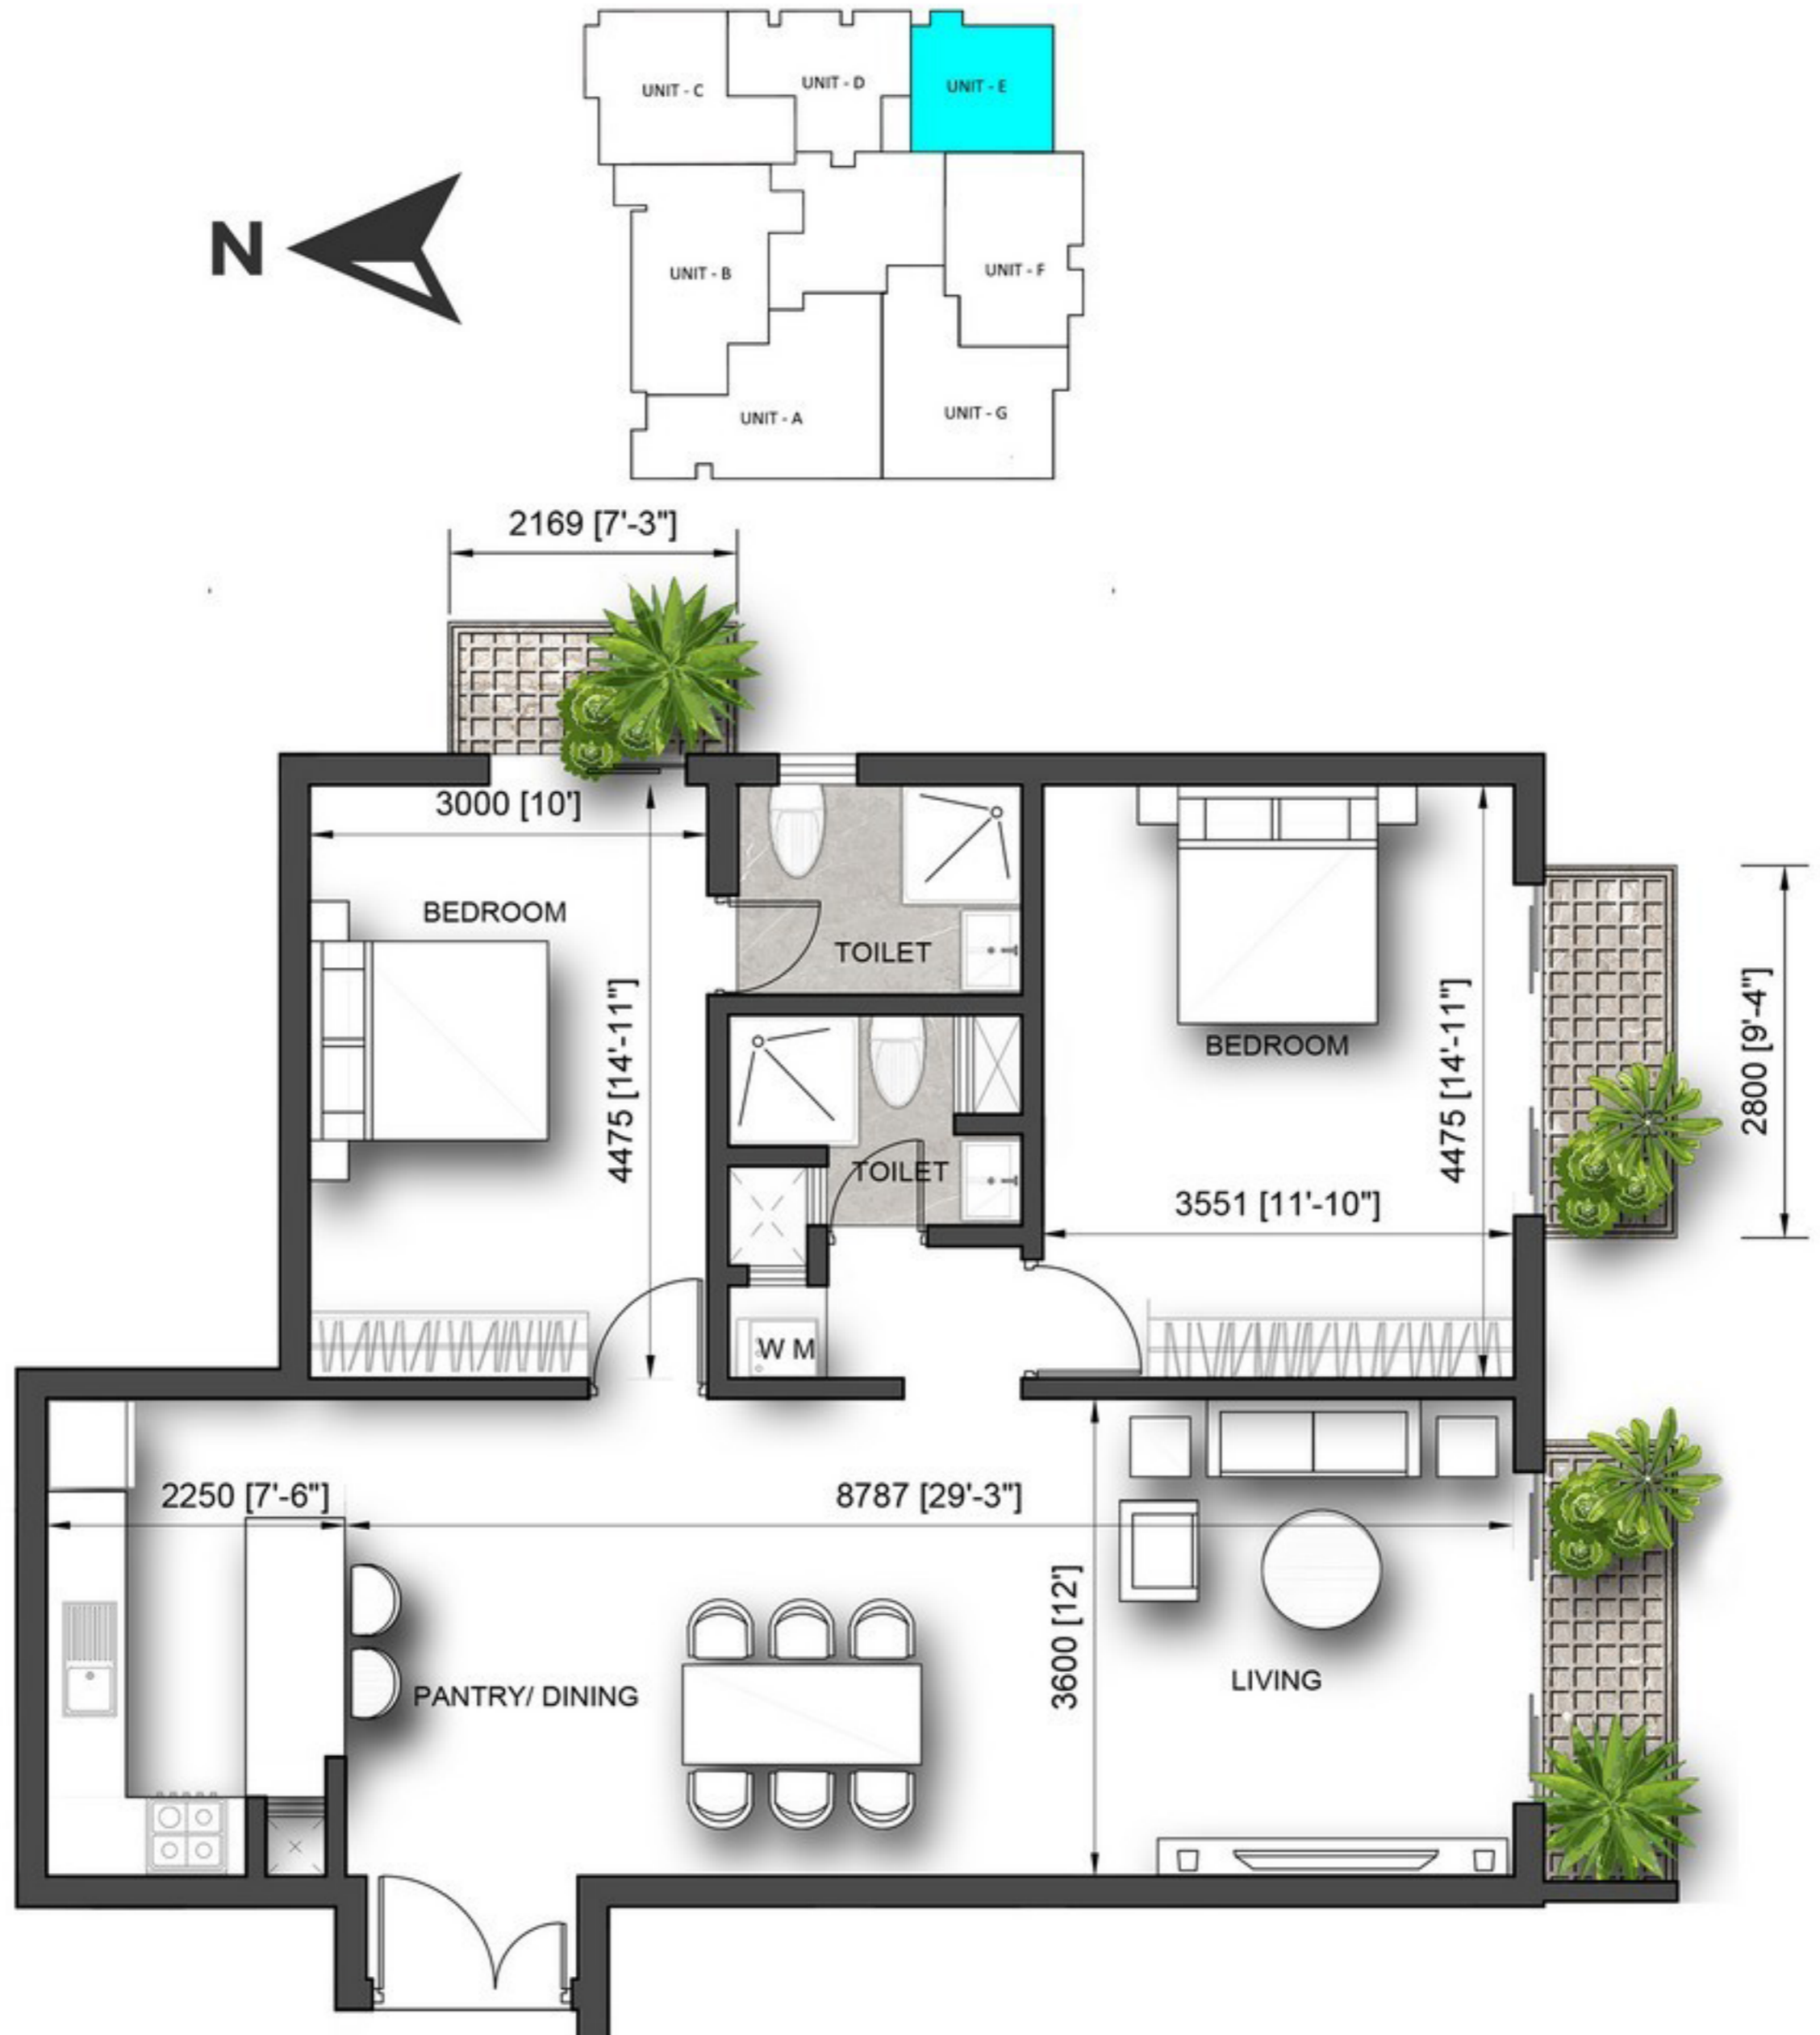 UNIT - C
UNIT - D
UNIT - E
N
UNIT - B
UNIT - F
UNIT - A
UNIT - G
2169 [7'-3"]
3000 [10']
BEDROOM
TOILET
4475 [14'-11"]
BEDROOM
4475 [14'-11"]
2800 [9'-4"]
TOILET
3551 [11'-10"]
W M
2250 [7'-6"]
8787 [29'-3"]
3600 [12']
PANTRY/ DINING
LIVING